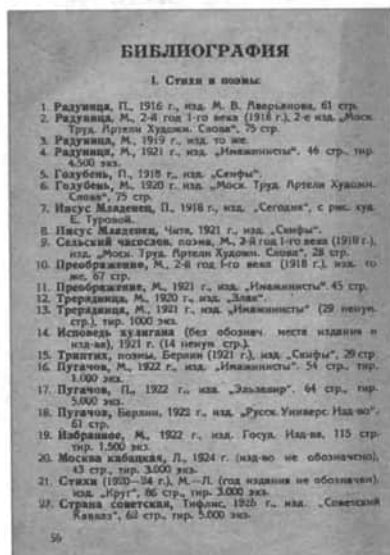 БИБЛИОГРАФИЯ
I. Стихи и поэмы:
1. Радуница, П., 1916 г., изд. М. В. Аверьянова, 61 стр.
2. Радуница, М., 2-й год 1-го века (1918 г.), 2-е изд. „Моск.
Труд. Артели Художн. Слова", 75 стр.
3. Радуница, М., 1919 г., изд. то же.
4. Радуница, М., 1921 г., изд. „Имажинисты". 46 стр., тир.
4.500 экз.
5. Голубень, П., 1918 г., изд. „Скифы".
6. Голубень, М., 1920 г. изд. „Моск. Труд. Артели Художн.
Слова", 75 стр.
7. Иисус Младенец, П., 1918 г., изд. „Сегодня", с рис. худ.
Е. Туровой.
8. Иисус Младенец, Чита, 1921 г., изд. „Скифы".
9. Сельский часослов, поэма, М., 2-й год 1-го века (1918 г.),
изд. „Моск. Труд. Артели Художн. Слова", 28 стр.
10. Преображение, М., 2-й год 1-го века (1918 г.), изд. то
же, 67 стр.
11. Преображение, М., 1921 г., изд. „Имажинисты" 45 стр.
12. Трерядница, М., 1920 г., изд. „Злак".
13. Трерядница, М., 1921 г., изд. „Имажинисты" (29 ненум.
стр.), тир. 1000 экз.
14. Исповедь хулигана (без обознач. места издания и
изд-ва), 1921 г. (14 ненум. стр.).
15. Триптих, поэмы, Берлин (1921 г.), изд. „Скифы", 29 стр.
16. Пугачов, М., 1922 г., изд. „Имажинисты". 54 стр., тир.
1.000 экз.
17. Пугачов, П., 1922 г., изд. „Эльзевир". 64 стр., тир.
5.000 экз.
18. Пугачов, Берлин, 1922 г., изд. „Русск. Универс. Изд-во".
61 стр.
19. Избранное, М., 1922 г., изд. Госуд. Изд-ва, 115 стр.
тир. 1.500 экз.
20. Москва кабацкая, Л., 1924 г. (изд-во не обозначено),
43 стр., тир. 3.000 экз.
21. Стихи (1920—24 г.), М.—Л. (год издания не обозначен),
изд. „Круг", 86 стр., тир. 3.000 экз.
22. Страна советская, Тифлис, 1925 г., изд. „Советский
Кавказ", 62 стр., тир. 5.000 экз.
56